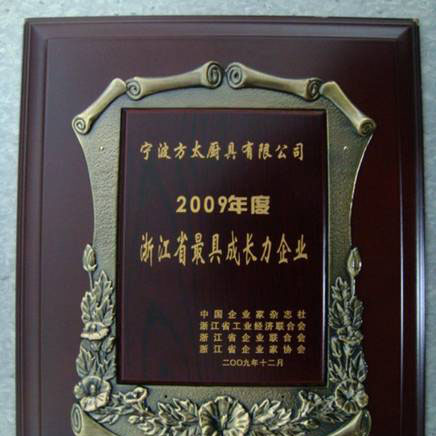 宁波方太厨具有限公司
2009年度
浙江省最具成长力企业
中国企业家杂志社
浙江省工业经济联合会
浙江省企业联合会
浙江省企业家协会
二〇〇九年十二月